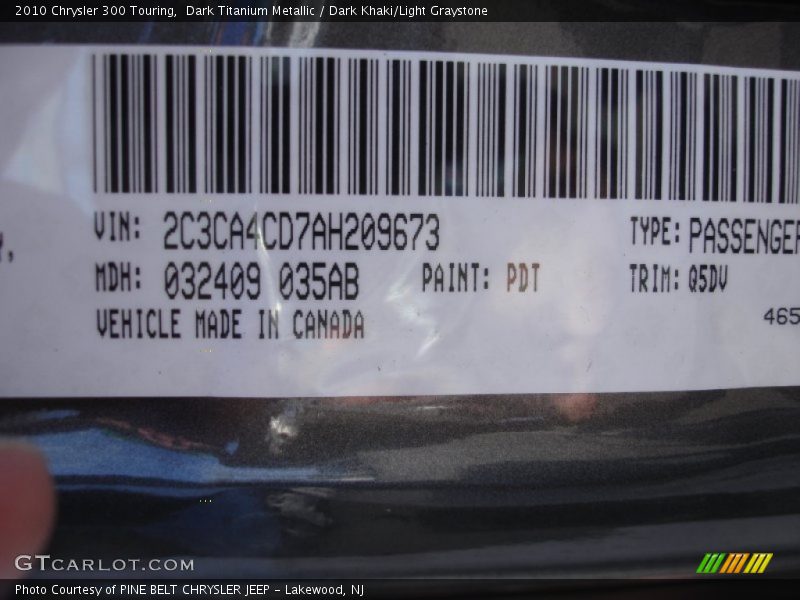 2010 Chrysler 300 Touring,  Dark Titanium Metallic / Dark Khaki/Light Graystone
VIN: 2C3CA4CD7AH209673 TYPE: PASSENGER
MDH: 032409 035AB PAINT: PDT TRIM: Q5DV
VEHICLE MADE IN CANADA 465
GTCARLOT.COM
Photo Courtesy of PINE BELT CHRYSLER JEEP - Lakewood, NJ